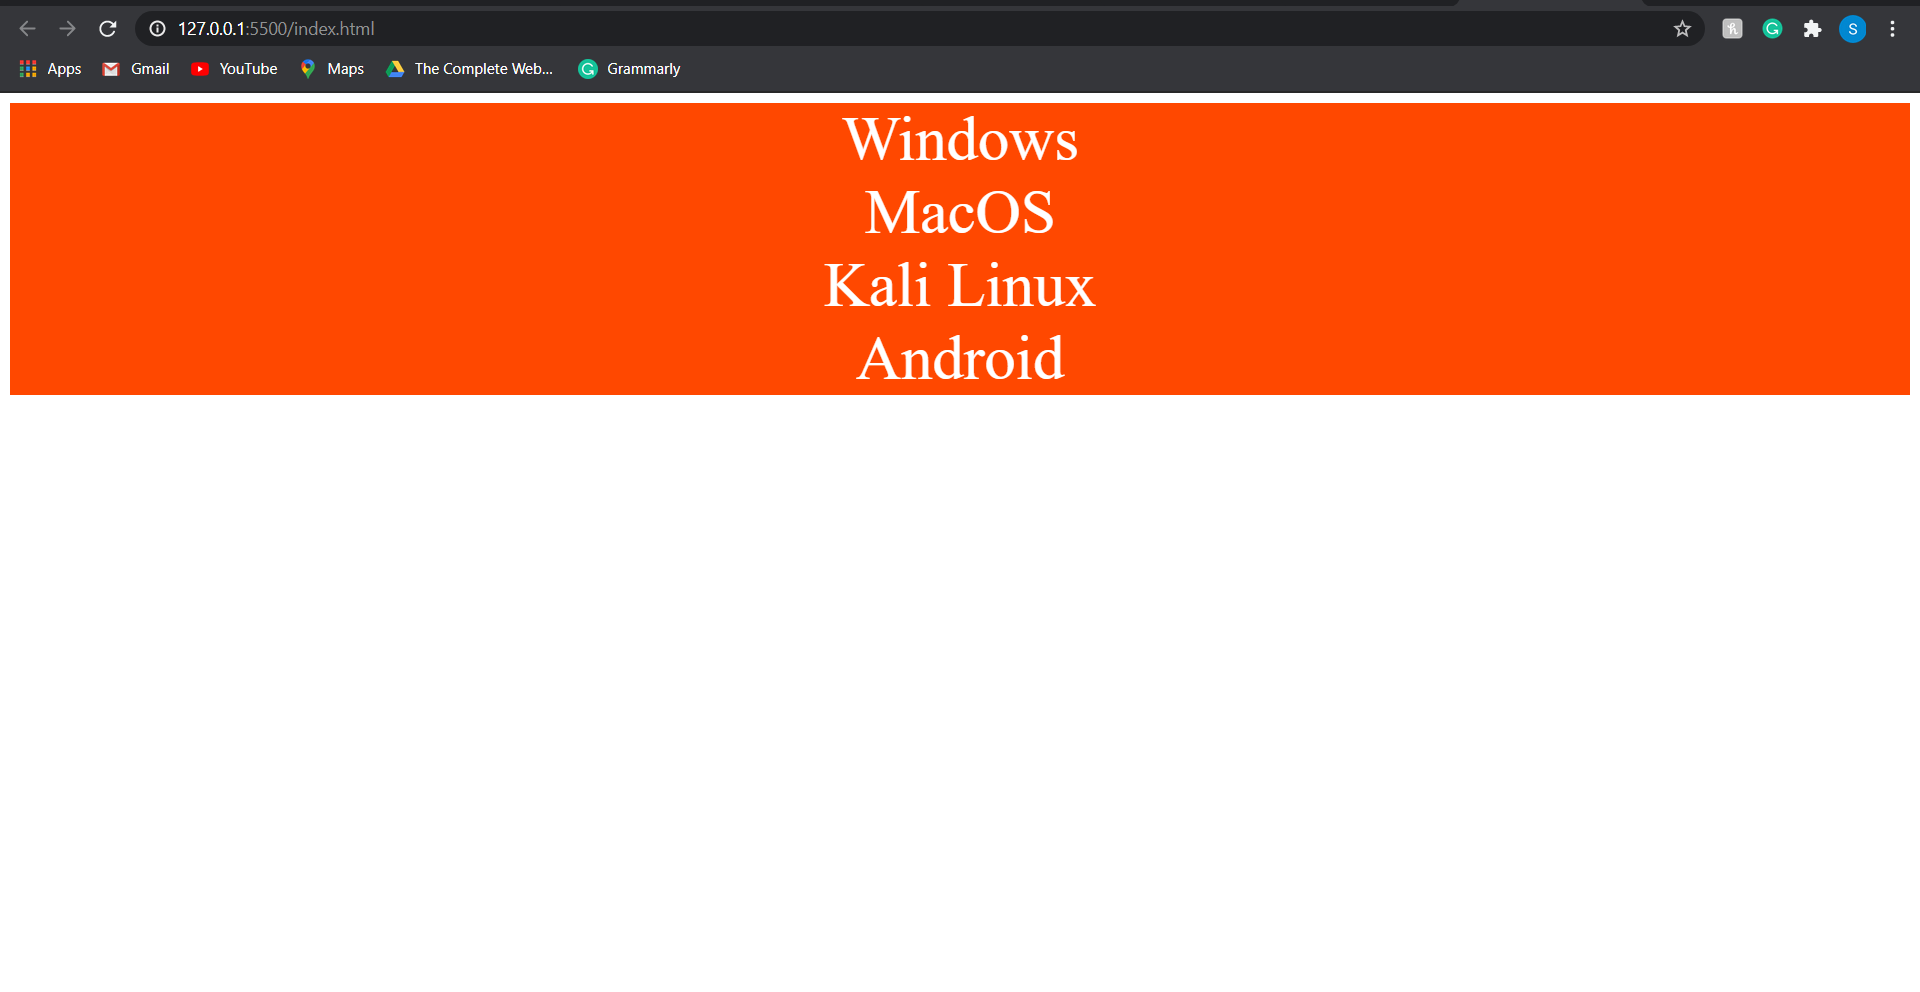 127.0.0.1:5500/index.html
S
Apps Gmail YouTube Maps The Complete Web... Grammarly
Windows
MacOS
Kali Linux
Android